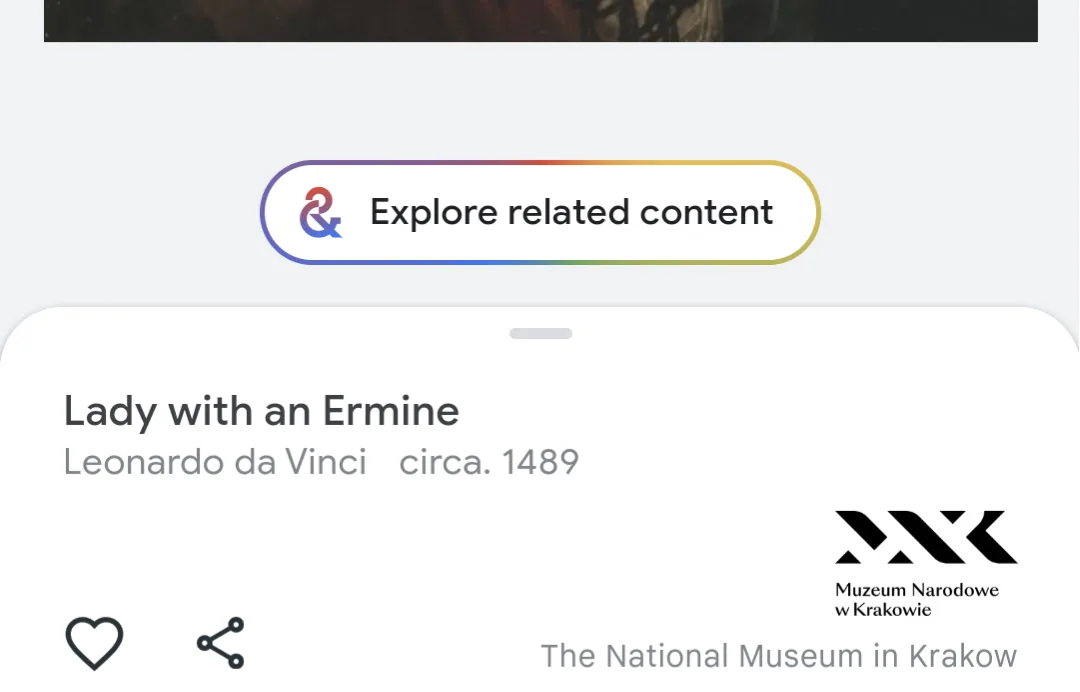 Explore related content
Lady with an Ermine
Leonardo da Vinci circa. 1489
Muzeum Narodowe
w Krakowie
The National Museum in Krakow